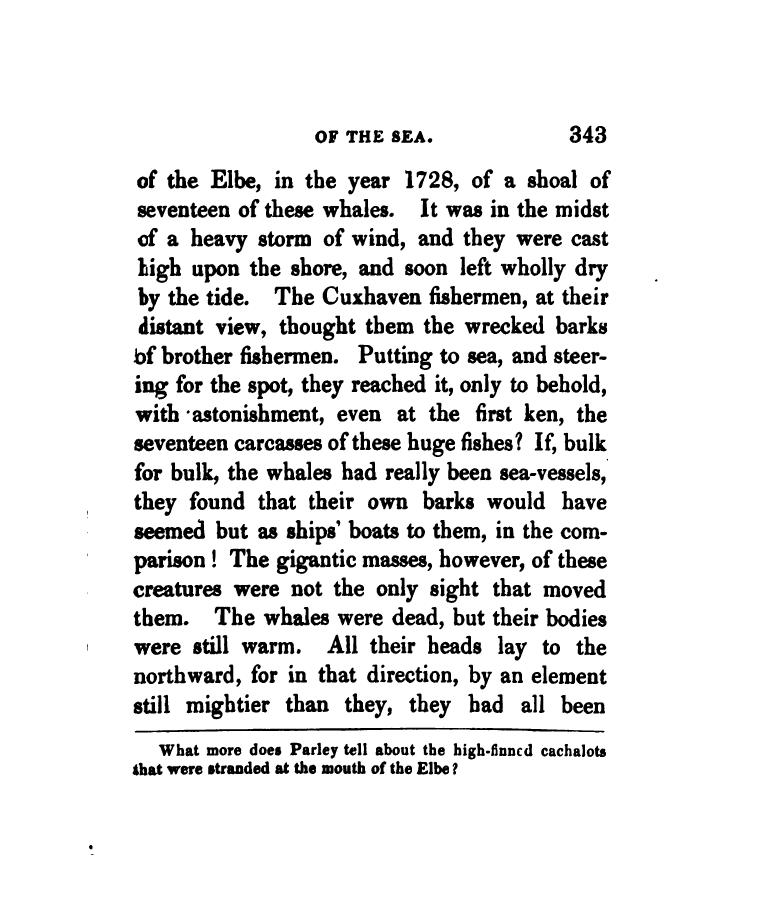 OF THE SEA. 343
of the Elbe, in the year 1728, of a shoal of
seventeen of these whales. It was in the midst
of a heavy storm of wind, and they were cast
high upon the shore, and soon left wholly dry
by the tide. The Cuxhaven fishermen, at their
distant view, thought them the wrecked barks
of brother fishermen. Putting to sea, and steer-
ing for the spot, they reached it, only to behold,
with astonishment, even at the first ken, the
seventeen carcasses of these huge fishes? If, bulk
for bulk, the whales had really been sea-vessels,
they found that their own barks would have
seemed but as ships' boats to them, in the com-
parison! The gigantic masses, however, of these
creatures were not the only sight that moved
them. The whales were dead, but their bodies
were still warm. All their heads lay to the
northward, for in that direction, by an element
still mightier than they, they had all been
What more does Parley tell about the high-finned cachalots
that were stranded at the mouth of the Elbe?